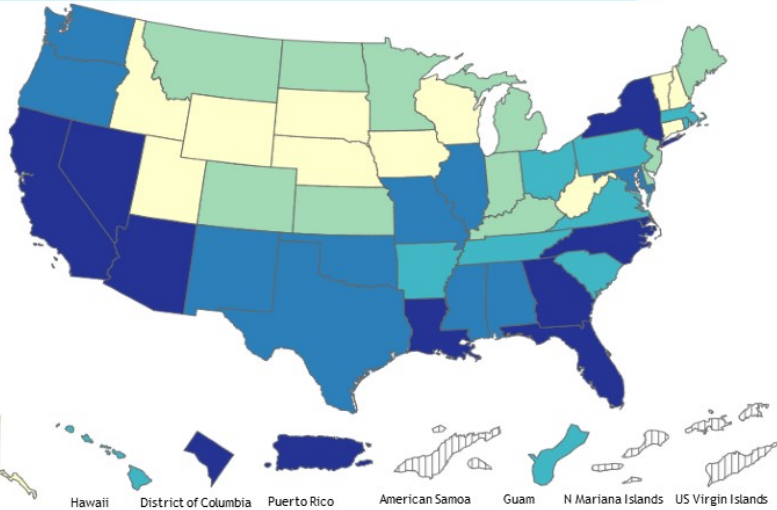 Hawaii
District of Columbia
Puerto Rico
American Samoa
Guam
N Mariana Islands
US Virgin Islands